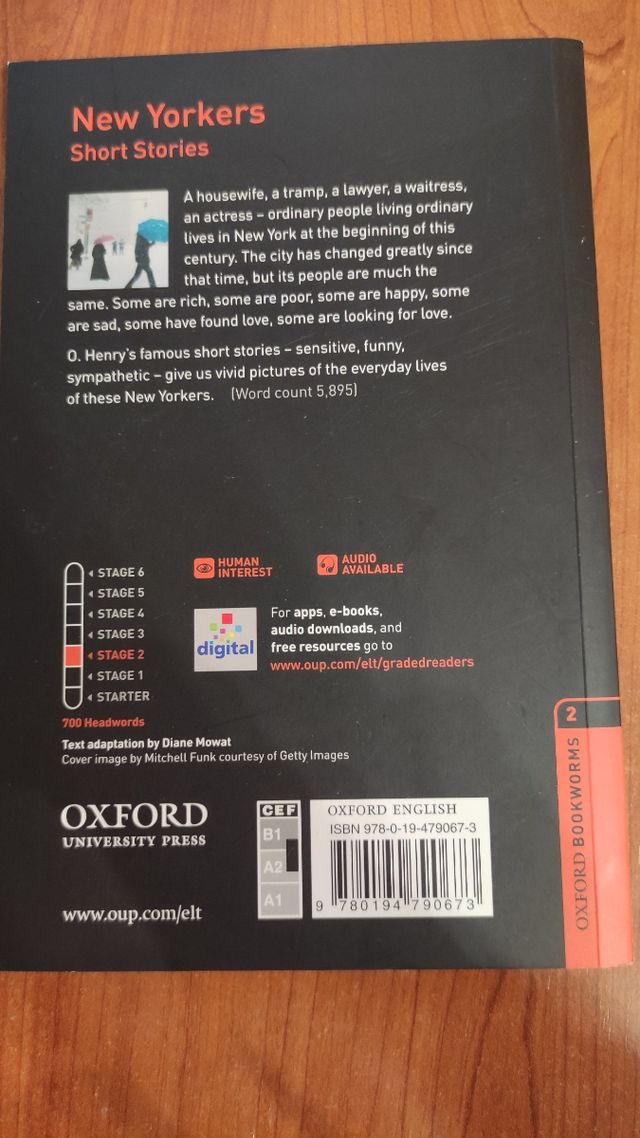 New Yorkers
Short Stories
A housewife, a tramp, a lawyer, a waitress,
an actress – ordinary people living ordinary
lives in New York at the beginning of this
century. The city has changed greatly since
that time, but its people are much the
same. Some are rich, some are poor, some are happy, some
are sad, some have found love, some are looking for love.
O. Henry's famous short stories – sensitive, funny,
sympathetic – give us vivid pictures of the everyday lives
of these New Yorkers. (Word count 5,895)
STAGE 6
STAGE 5
STAGE 4
STAGE 3
STAGE 2
STAGE 1
STARTER
700 Headwords
HUMAN
INTEREST
AUDIO
AVAILABLE
digital
For apps, e-books,
audio downloads, and
free resources go to
www.oup.com/elt/gradedreaders
Text adaptation by Diane Mowat
Cover image by Mitchell Funk courtesy of Getty Images
OXFORD
UNIVERSITY PRESS
www.oup.com/elt
CEF
B1
A2
A1
OXFORD ENGLISH
ISBN 978-0-19-479067-3
9 780194 790673
2
OXFORD BOOKWORMS